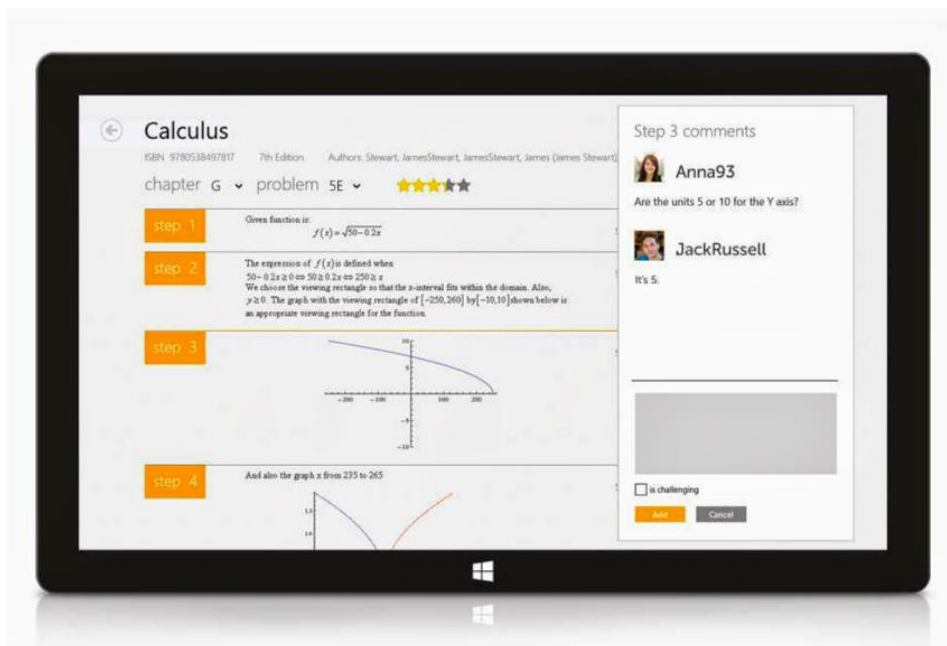 Calculus
ISBN 9780538497817 7th Edition Authors: Stewart, JamesStewart, JamesStewart, James (James Stewart)
chapter G problem 5E
step 1
Given function is:
f(x) = √50−0.2x
step 2
The expression of f(x) is defined when
50−0.2x ≥ 0 ⇔ 50 ≥ 0.2x ⇔ 250 ≥ x
We choose the viewing rectangle so that the x-interval fits within the domain. Also,
y ≥ 0. The graph with the viewing rectangle of [−250,260] by[−10,10]shown below is
an appropriate viewing rectangle for the function.
step 3
10
5
−200 −100 100 200
−5
−10
step 4
And also the graph x from 235 to 265
1.5
1.0
Step 3 comments
Anna93
Are the units 5 or 10 for the Y axis?
JackRussell
It's 5.
is challenging
Add Cancel